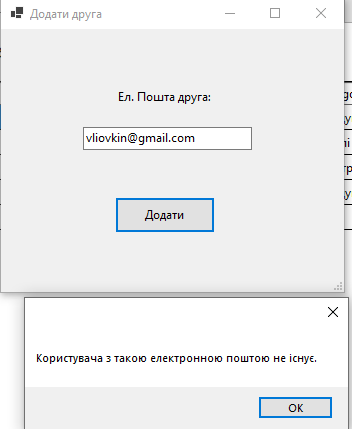 Додати друга
Ел. Пошта друга:
vliovkin@gmail.com
Додати
Користувача з такою електронною поштою не існує.
OK